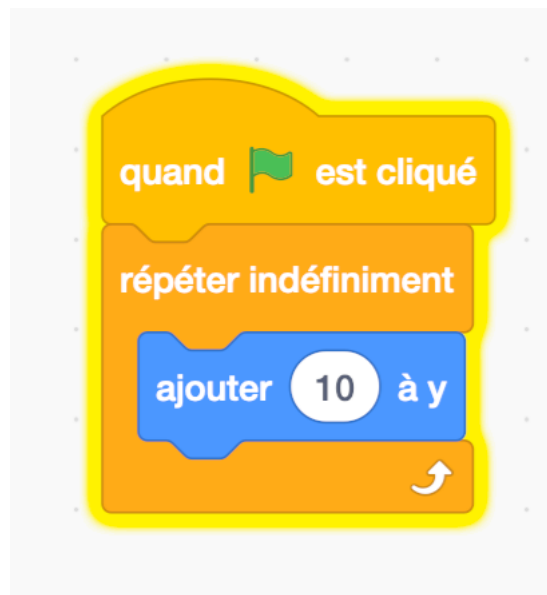 quand est cliqué
répéter indéfiniment
ajouter 10 à y